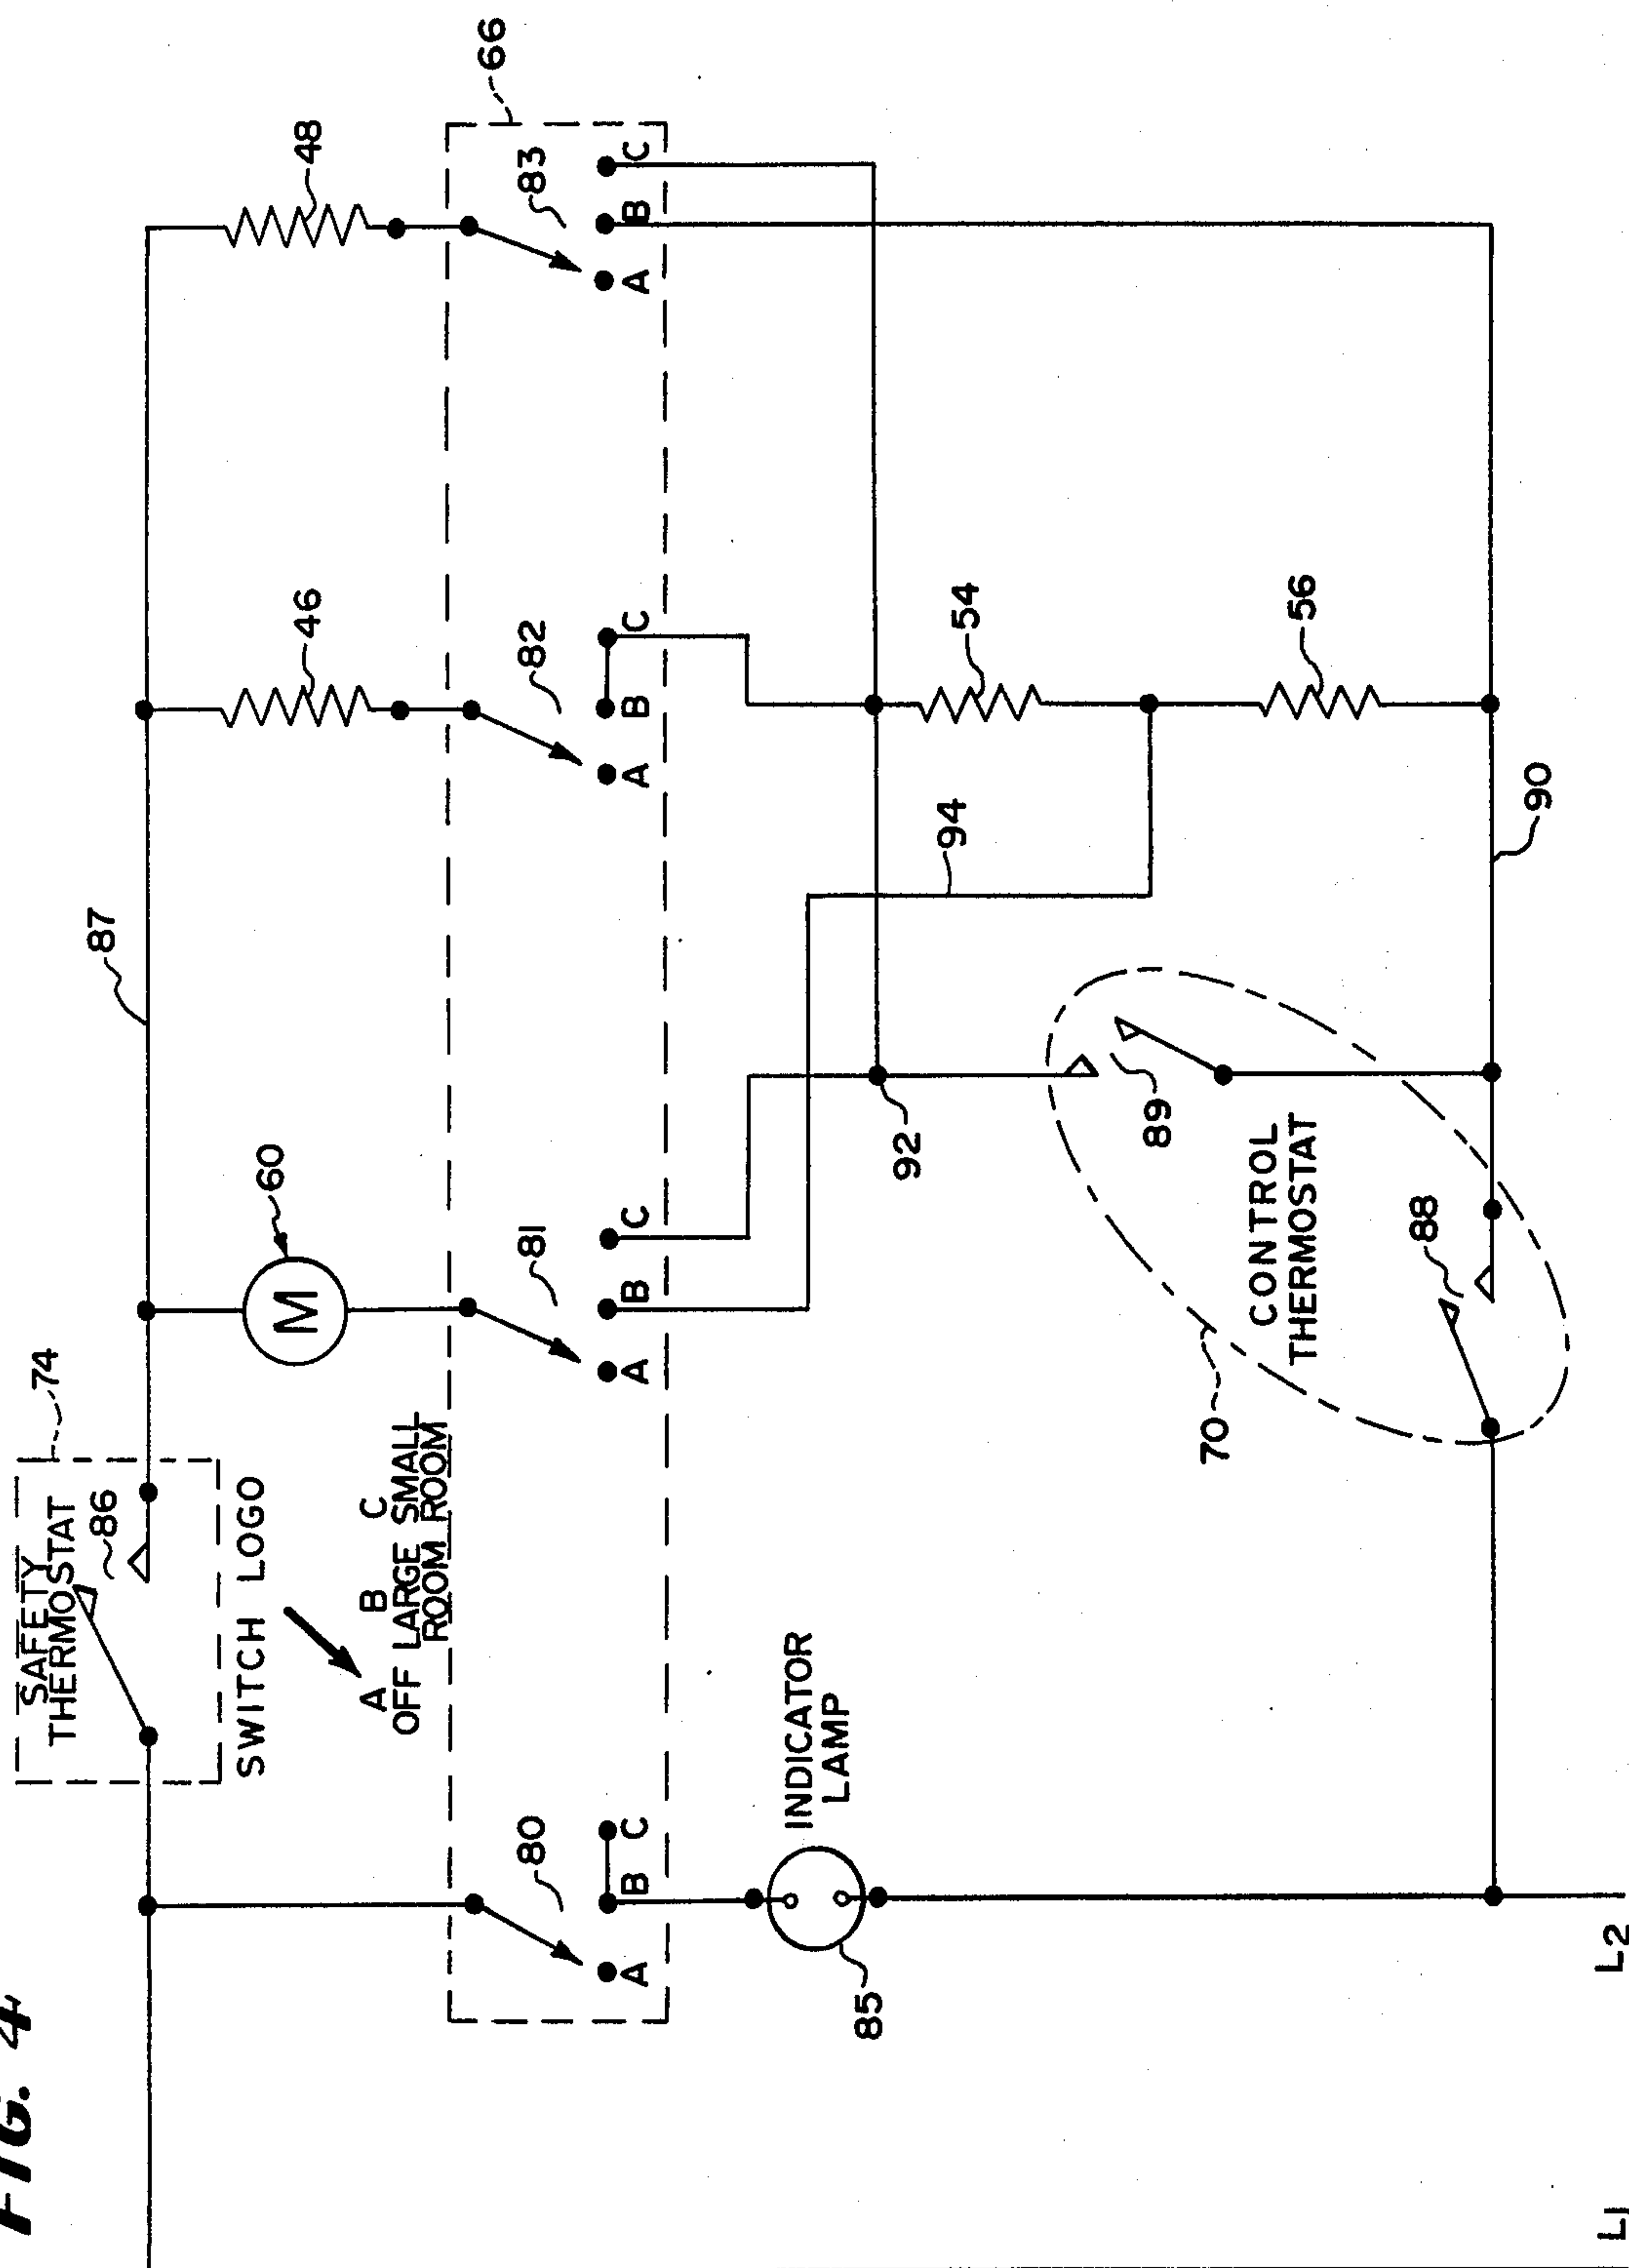 FIG. 4
SAFETY
THERMOSTAT
74
86
SWITCH LOGO
A B C
OFF LARGE SMALL
ROOM ROOM
87
60
M
46
48
66
80
A B C
81
A B C
82
A B C
83
A B C
INDICATOR
LAMP
85
92
94
54
56
70
CONTROL
THERMOSTAT
88
89
90
L1
L2